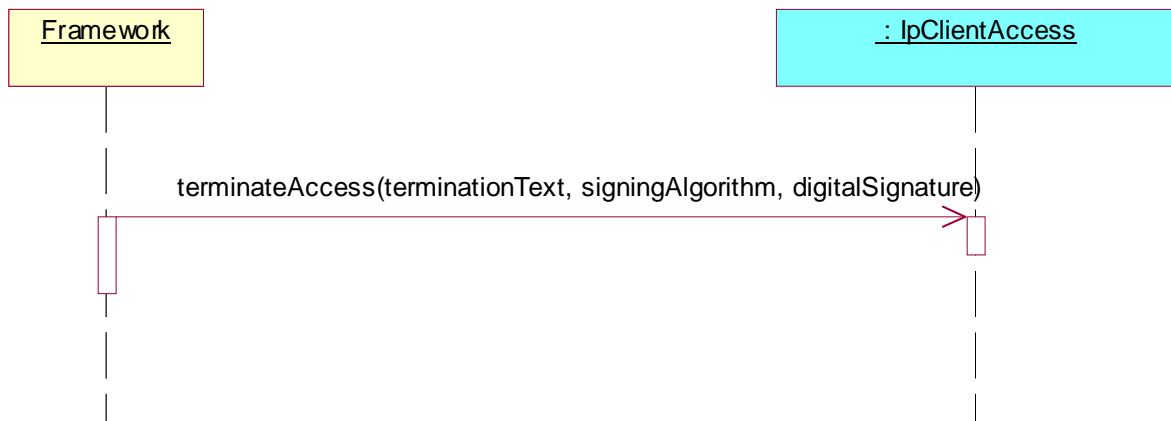 Framework
: IpClientAccess
terminateAccess(terminationText, signingAlgorithm, digitalSignature)